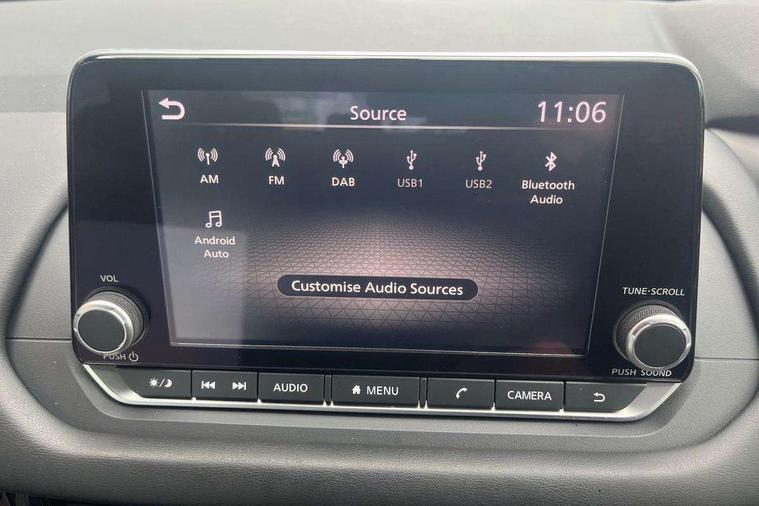 Source
11:06
AM
FM
DAB
USB1
USB2
Bluetooth
Audio
Android
Auto
Customise Audio Sources
VOL
PUSH
TUNE·SCROLL
PUSH SOUND
AUDIO
MENU
CAMERA